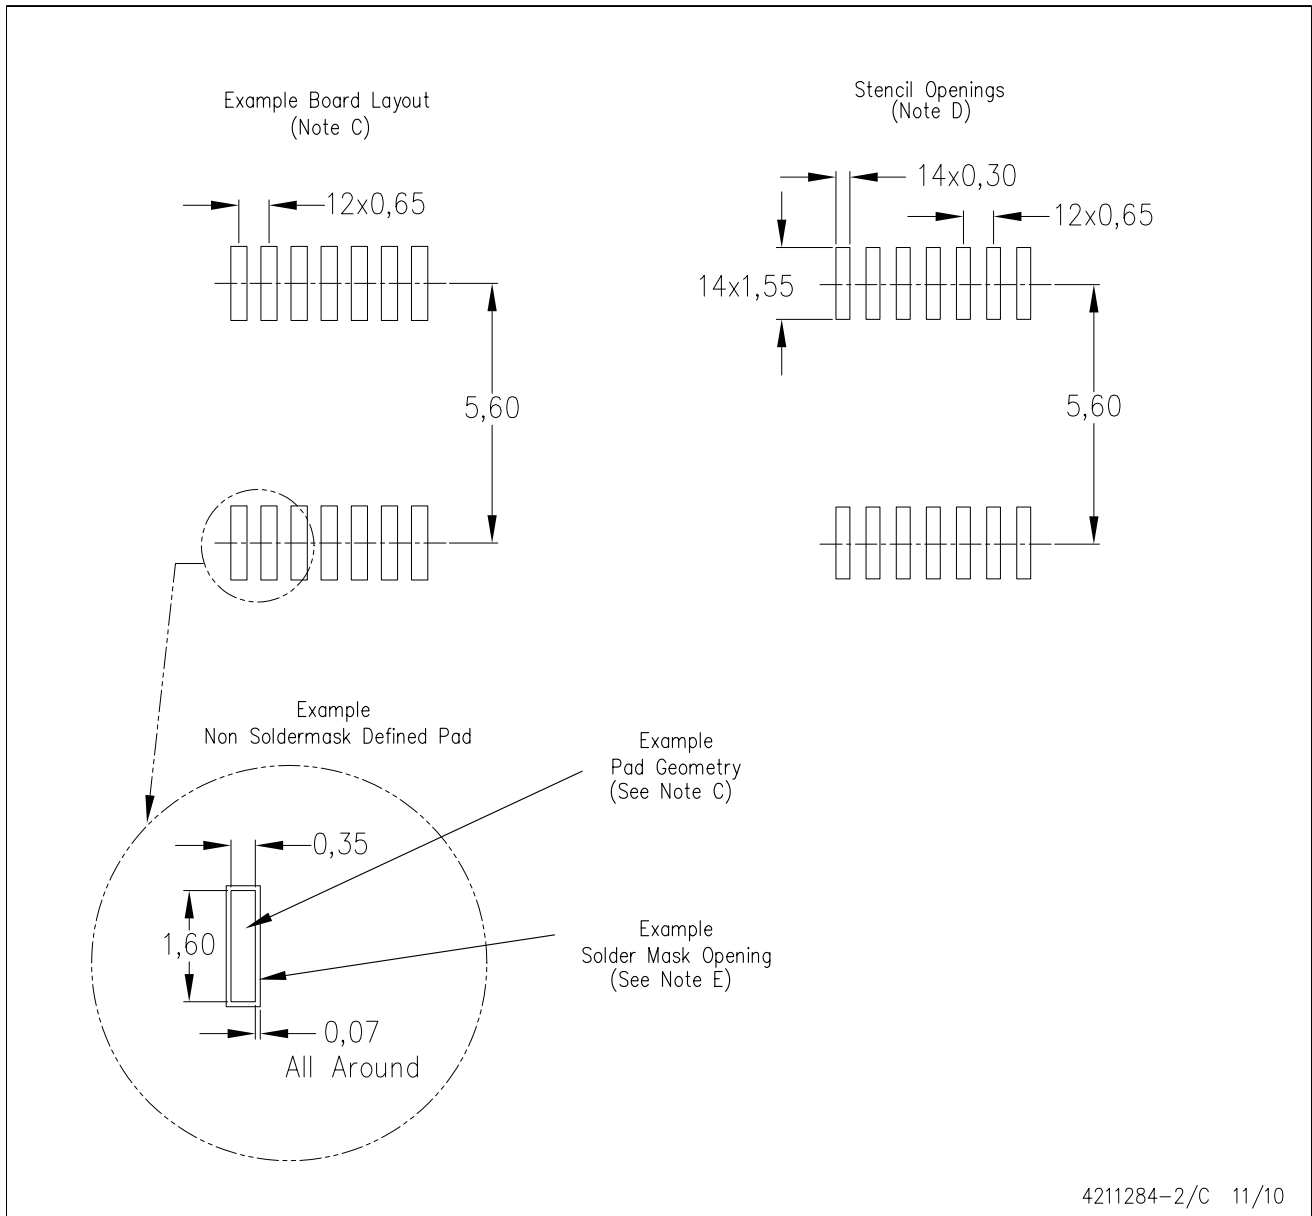 Example Board Layout
(Note C)
12x0,65
5,60
Stencil Openings
(Note D)
14x0,30
12x0,65
14x1,55
5,60
Example
Non Soldermask Defined Pad
0,35
1,60
0,07
All Around
Example
Pad Geometry
(See Note C)
Example
Solder Mask Opening
(See Note E)
4211284-2/C 11/10